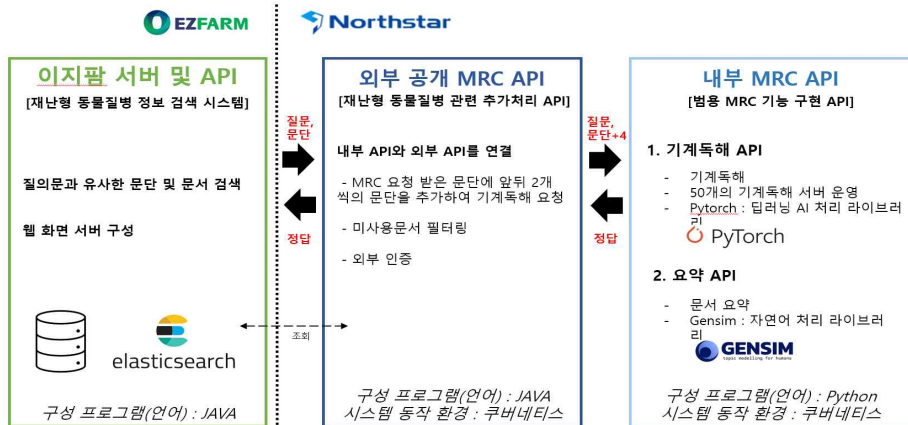 EZFARM
Northstar
이지팜 서버 및 API
[재난형 동물질병 정보 검색 시스템]
질의문과 유사한 문단 및 문서 검색
웹 화면 서버 구성
elasticsearch
구성 프로그램(언어) : JAVA
질문,
문단
정답
조회
외부 공개 MRC API
[재난형 동물질병 관련 추가처리 API]
내부 API와 외부 API를 연결
- MRC 요청 받은 문단에 앞뒤 2개
씩의 문단을 추가하여 기계독해 요청
- 미사용문서 필터링
- 외부 인증
구성 프로그램(언어) : JAVA
시스템 동작 환경 : 쿠버네티스
질문,
문단+4
정답
내부 MRC API
[범용 MRC 기능 구현 API]
1. 기계독해 API
- 기계독해
- 50개의 기계독해 서버 운영
- Pytorch : 딥러닝 AI 처리 라이브러
리
PyTorch
2. 요약 API
- 문서 요약
- Gensim : 자연어 처리 라이브러
리
GENSIM
topic modelling for humans
구성 프로그램(언어) : Python
시스템 동작 환경 : 쿠버네티스